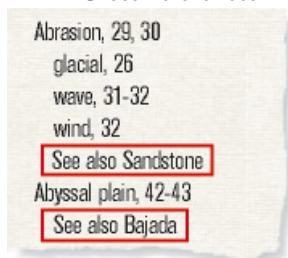 Abrasion, 29, 30
glacial, 26
wave, 31-32
wind, 32
See also Sandstone
Abyssal plain, 42-43
See also Bajada